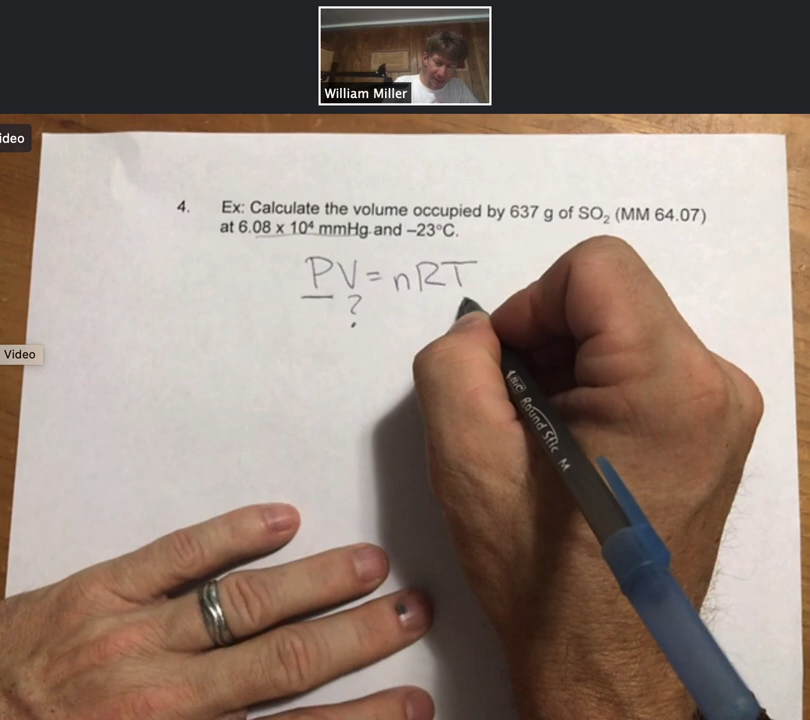 William Miller
ideo
4. Ex: Calculate the volume occupied by 637 g of SO₂ (MM 64.07)
at 6.08 x 10⁴ mmHg and –23°C.
PV = nRT
?
Video
BIC Round Stic M